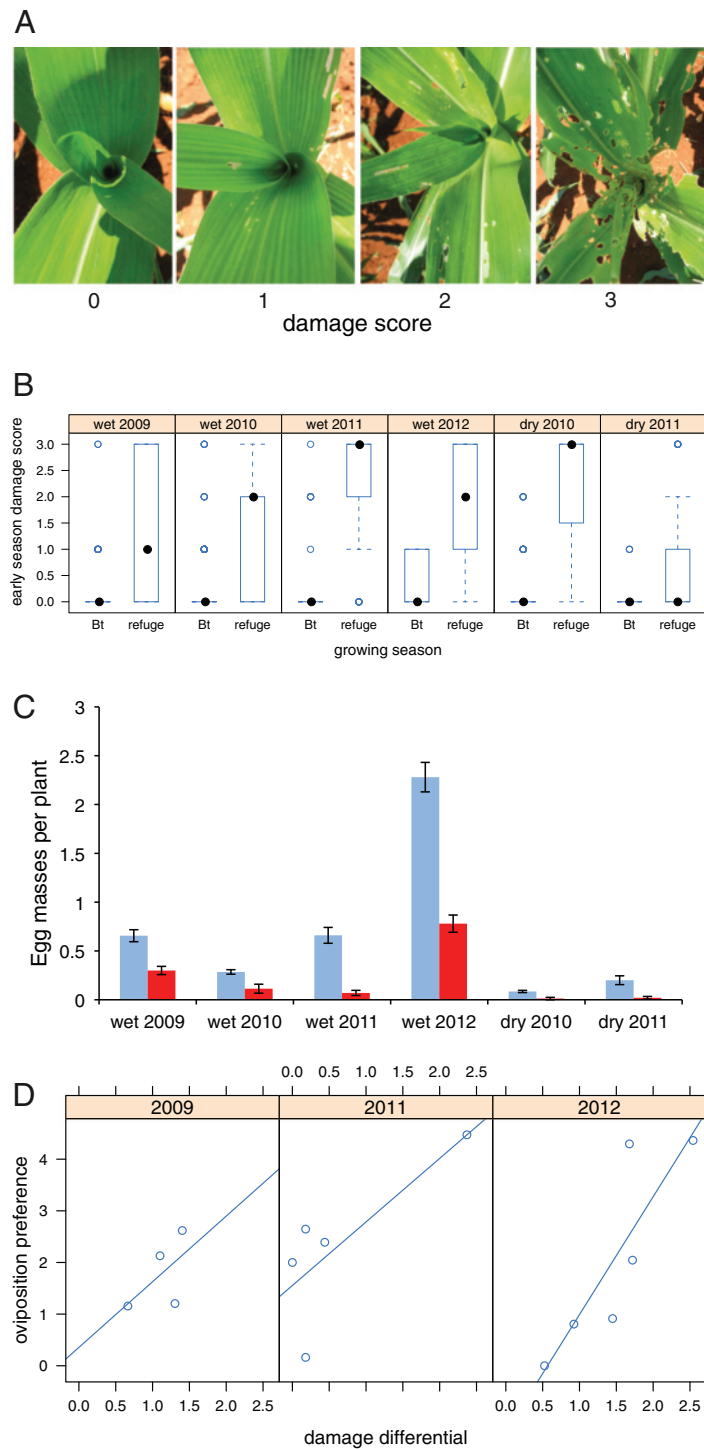 A
0 1 2 3
damage score
B
wet 2009 wet 2010 wet 2011 wet 2012 dry 2010 dry 2011
early season damage score
3.0
2.5
2.0
1.5
1.0
0.5
0.0
Bt refuge Bt refuge Bt refuge Bt refuge Bt refuge Bt refuge
growing season
C
Egg masses per plant
3
2.5
2
1.5
1
0.5
0
wet 2009 wet 2010 wet 2011 wet 2012 dry 2010 dry 2011
D
0.0 0.5 1.0 1.5 2.0 2.5
2009 2011 2012
oviposition preference
4
3
2
1
0
0.0 0.5 1.0 1.5 2.0 2.5 0.0 0.5 1.0 1.5 2.0 2.5
damage differential